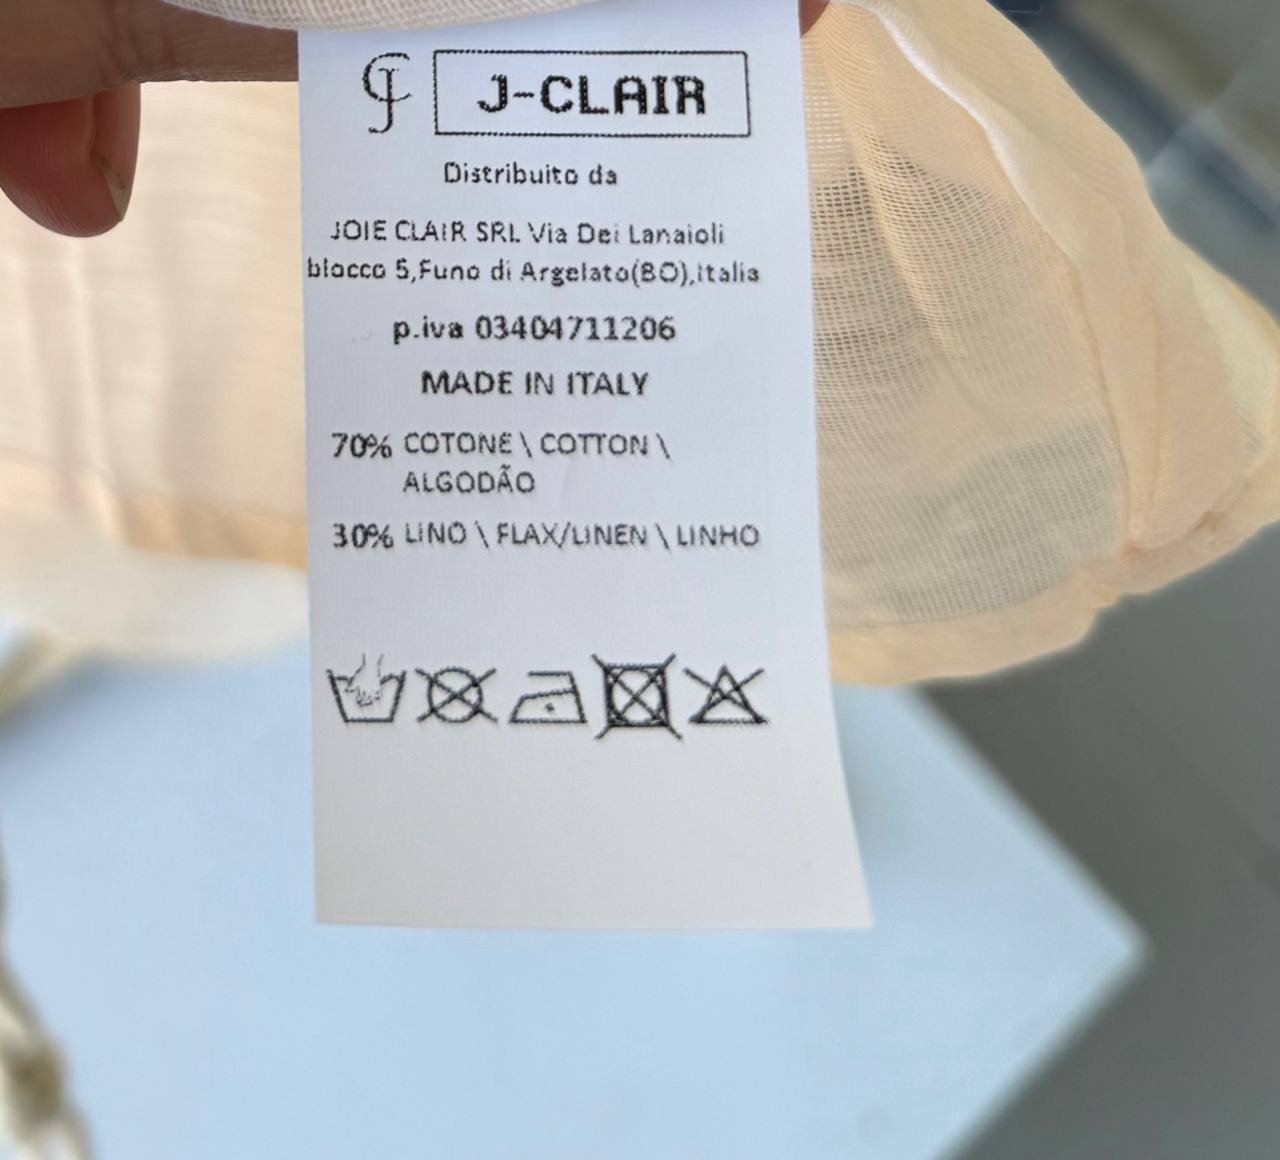 J-CLAIR
Distribuito da
JOIE CLAIR SRL Via Dei Lanaioli
blocco 5,Funo di Argelato(BO),Italia
p.iva 03404711206
MADE IN ITALY
70% COTONE \ COTTON \
ALGODÃO
30% LINO \ FLAX/LINEN \ LINHO